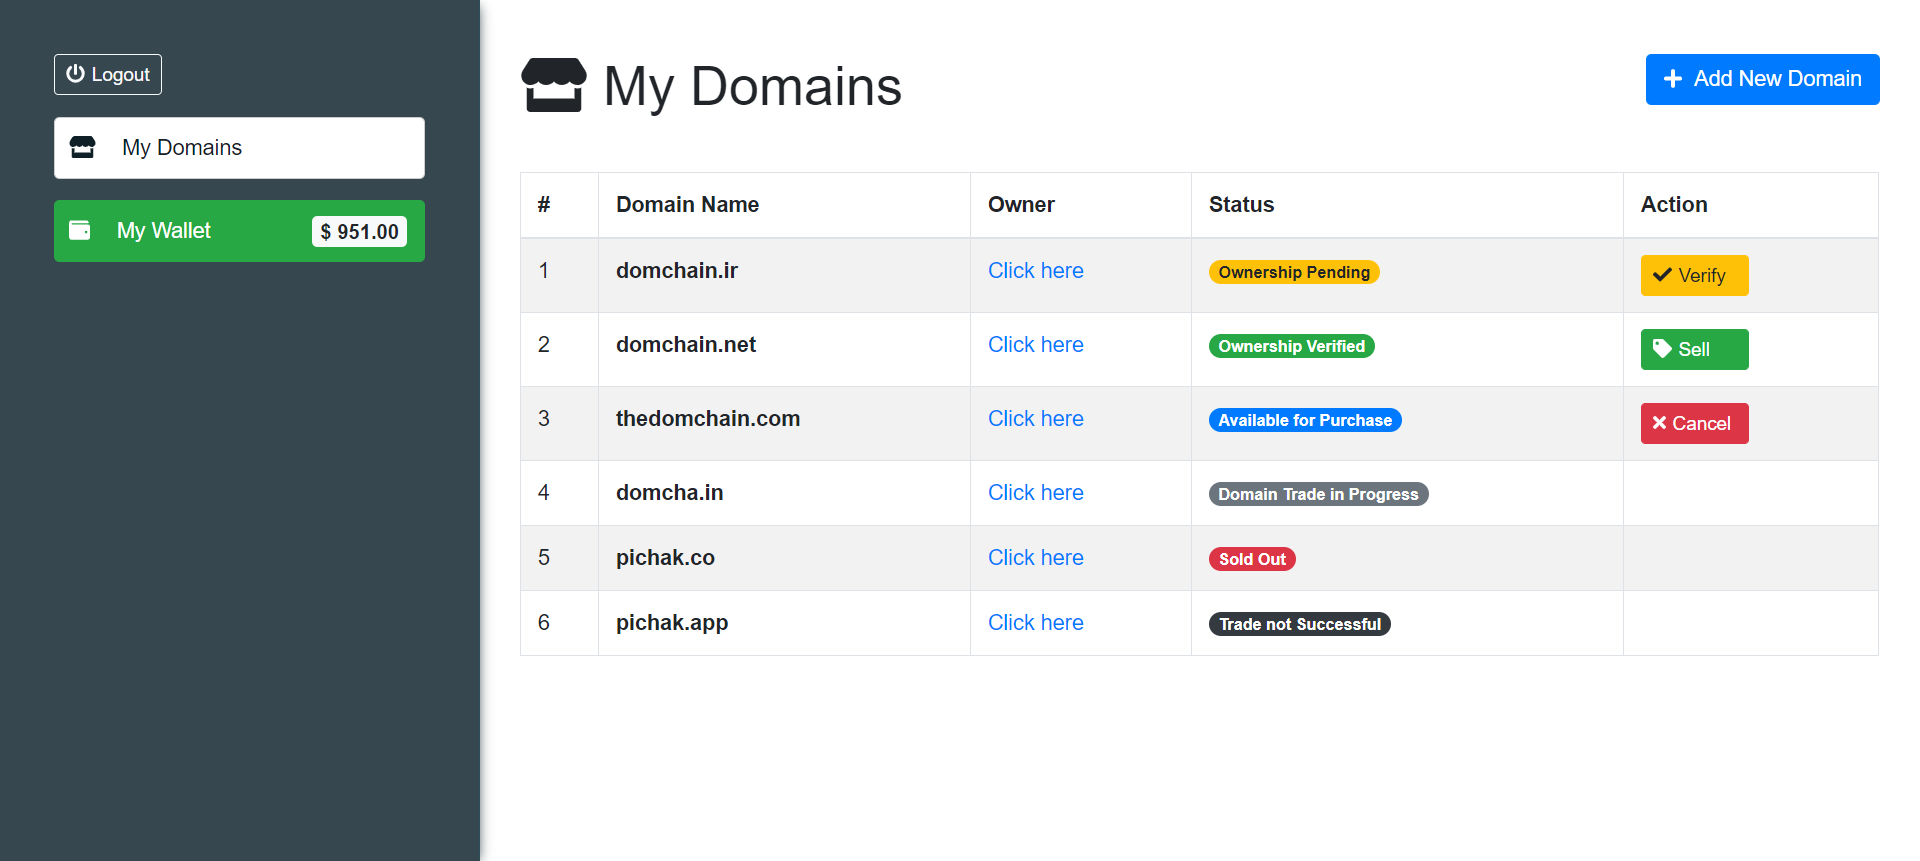 Logout
My Domains
My Wallet $ 951.00
My Domains
Add New Domain
# Domain Name Owner Status Action
1 domchain.ir Click here Ownership Pending Verify
2 domchain.net Click here Ownership Verified Sell
3 thedomchain.com Click here Available for Purchase Cancel
4 domcha.in Click here Domain Trade in Progress
5 pichak.co Click here Sold Out
6 pichak.app Click here Trade not Successful